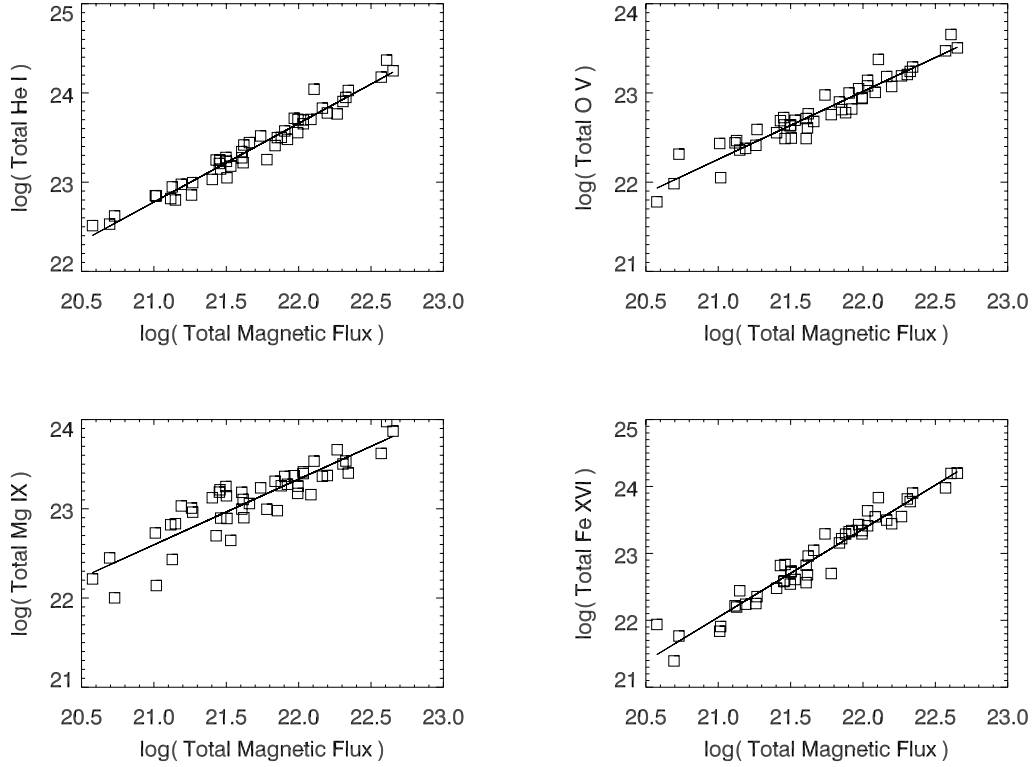 25
24
23
22
log( Total He I )
20.5 21.0 21.5 22.0 22.5 23.0
log( Total Magnetic Flux )
24
23
22
21
log( Total O V )
20.5 21.0 21.5 22.0 22.5 23.0
log( Total Magnetic Flux )
24
23
22
21
log( Total Mg IX )
20.5 21.0 21.5 22.0 22.5 23.0
log( Total Magnetic Flux )
25
24
23
22
21
log( Total Fe XVI )
20.5 21.0 21.5 22.0 22.5 23.0
log( Total Magnetic Flux )